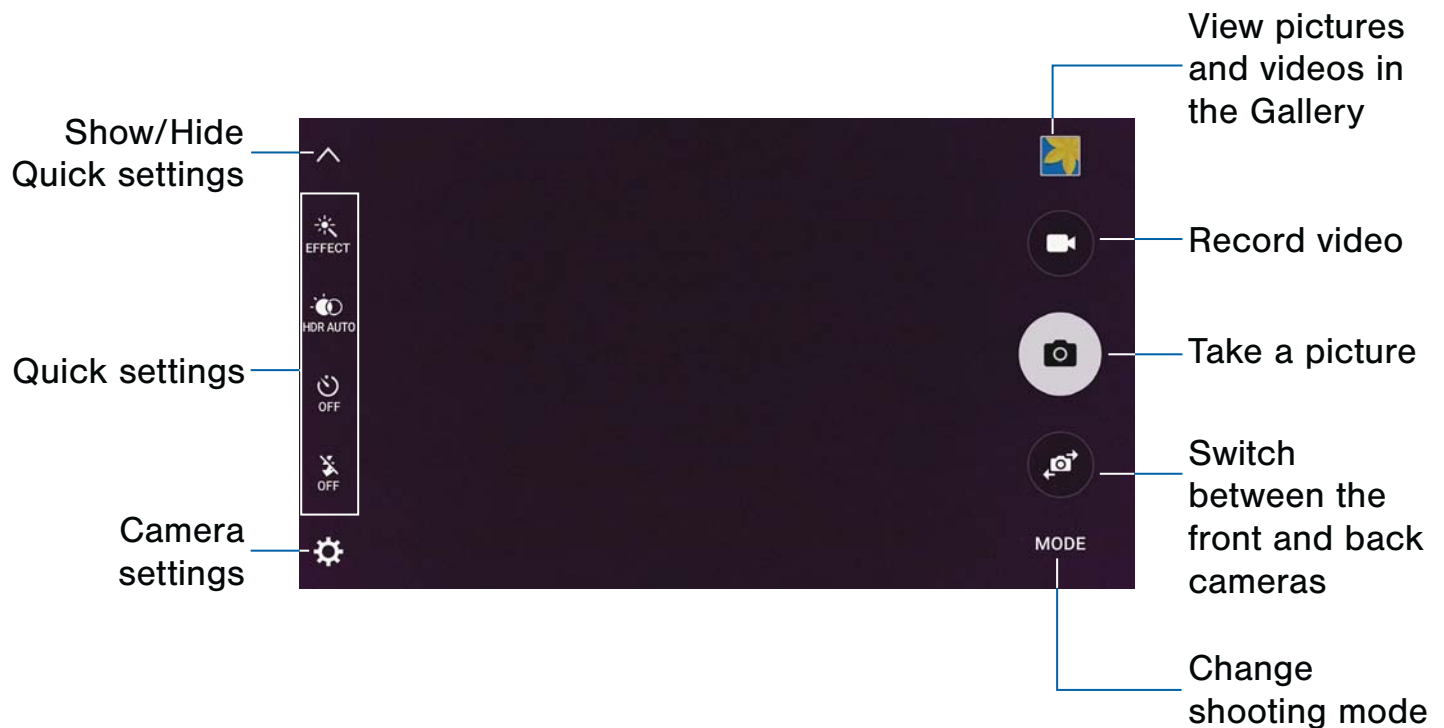 View pictures
and videos in
the Gallery
Show/Hide
Quick settings
EFFECT
Record video
HDR AUTO
Quick settings
Take a picture
OFF
OFF
Switch
between the
front and back
cameras
Camera
settings
MODE
Change
shooting mode